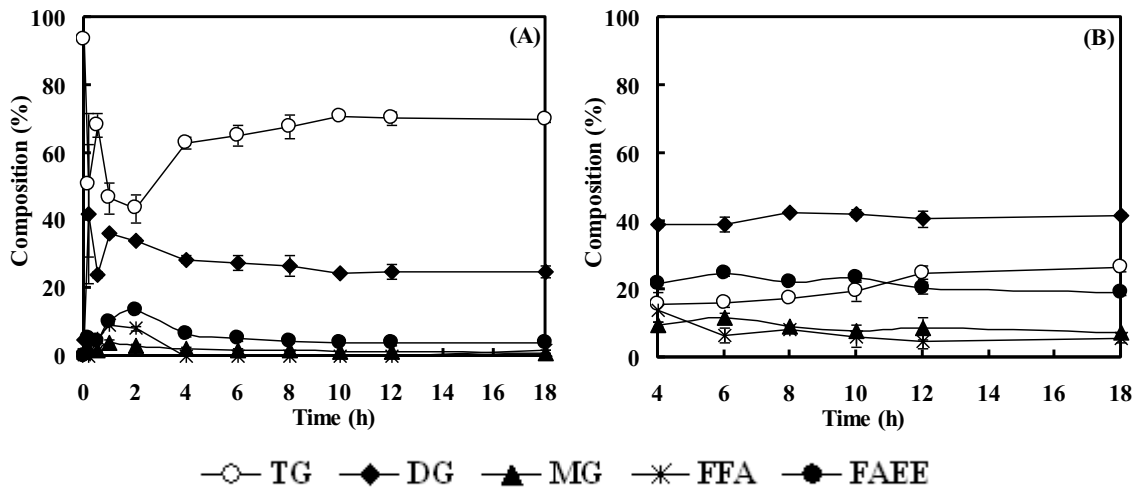 100
80
60
40
20
0
Composition (%)
(A)
0 2 4 6 8 10 12 14 16 18
Time (h)
100
80
60
40
20
0
Composition (%)
(B)
4 6 8 10 12 14 16 18
Time (h)
TG DG MG FFA FAEE